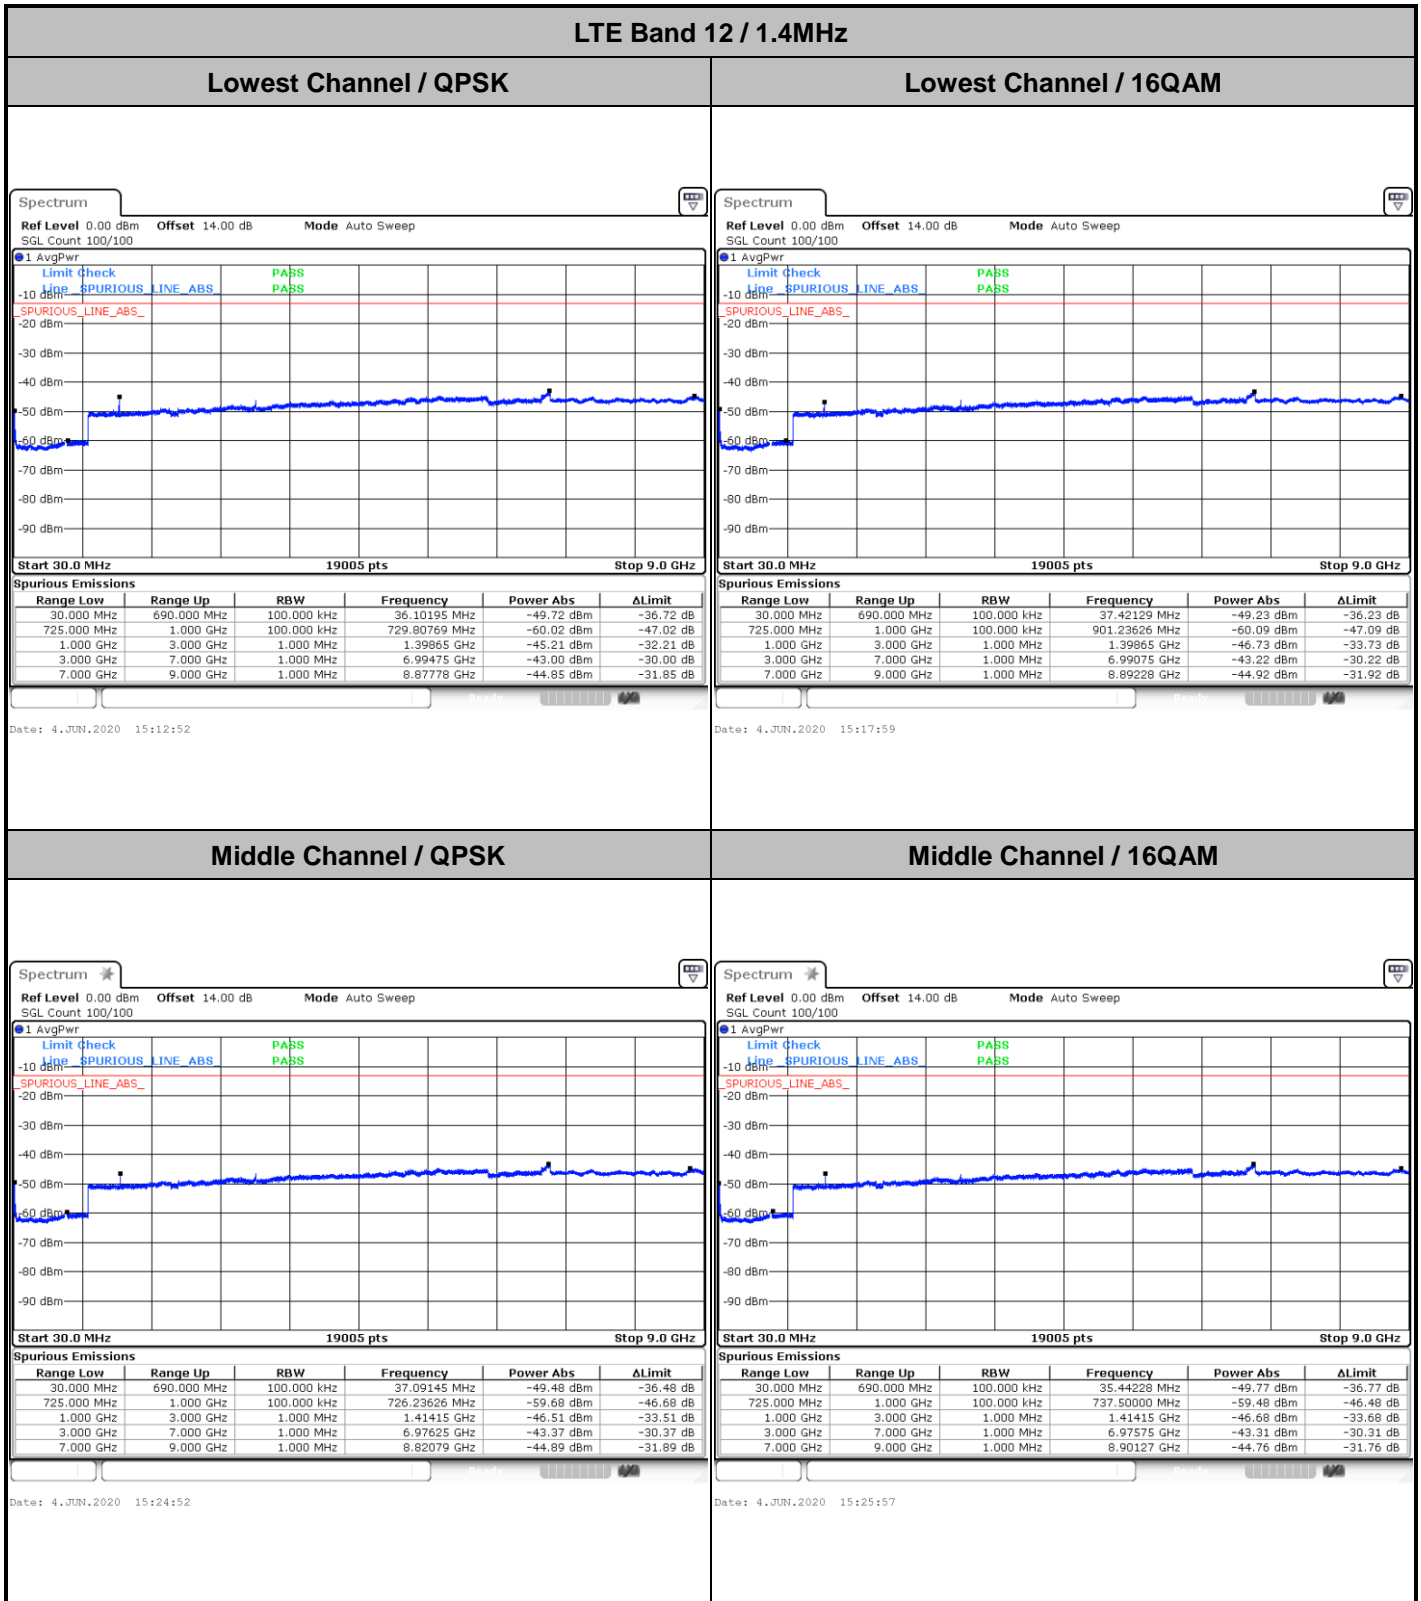 LTE Band 12 / 1.4MHz
Lowest Channel / QPSK
Lowest Channel / 16QAM
Spectrum
Ref Level 0.00 dBm Offset 14.00 dB Mode Auto Sweep
SGL Count 100/100
1 AvgPwr
Limit Check PASS
Line _SPURIOUS_LINE_ABS_ PASS
-10 dBm
_SPURIOUS_LINE_ABS_
-20 dBm
-30 dBm
-40 dBm
-50 dBm
-60 dBm
-70 dBm
-80 dBm
-90 dBm
Start 30.0 MHz 19005 pts Stop 9.0 GHz
Spurious Emissions
Range Low Range Up RBW Frequency Power Abs ΔLimit
30.000 MHz 690.000 MHz 100.000 kHz 36.10195 MHz -49.72 dBm -36.72 dB
725.000 MHz 1.000 GHz 100.000 kHz 729.80769 MHz -60.02 dBm -47.02 dB
1.000 GHz 3.000 GHz 1.000 MHz 1.39865 GHz -45.21 dBm -32.21 dB
3.000 GHz 7.000 GHz 1.000 MHz 6.99475 GHz -43.00 dBm -30.00 dB
7.000 GHz 9.000 GHz 1.000 MHz 8.87778 GHz -44.85 dBm -31.85 dB
Ready
Date: 4.JUN.2020 15:12:52
Spectrum
Ref Level 0.00 dBm Offset 14.00 dB Mode Auto Sweep
SGL Count 100/100
1 AvgPwr
Limit Check PASS
Line _SPURIOUS_LINE_ABS_ PASS
-10 dBm
_SPURIOUS_LINE_ABS_
-20 dBm
-30 dBm
-40 dBm
-50 dBm
-60 dBm
-70 dBm
-80 dBm
-90 dBm
Start 30.0 MHz 19005 pts Stop 9.0 GHz
Spurious Emissions
Range Low Range Up RBW Frequency Power Abs ΔLimit
30.000 MHz 690.000 MHz 100.000 kHz 37.42129 MHz -49.23 dBm -36.23 dB
725.000 MHz 1.000 GHz 100.000 kHz 901.23626 MHz -60.09 dBm -47.09 dB
1.000 GHz 3.000 GHz 1.000 MHz 1.39865 GHz -46.73 dBm -33.73 dB
3.000 GHz 7.000 GHz 1.000 MHz 6.99075 GHz -43.22 dBm -30.22 dB
7.000 GHz 9.000 GHz 1.000 MHz 8.89228 GHz -44.92 dBm -31.92 dB
Ready
Date: 4.JUN.2020 15:17:59
Middle Channel / QPSK
Middle Channel / 16QAM
Spectrum
Ref Level 0.00 dBm Offset 14.00 dB Mode Auto Sweep
SGL Count 100/100
1 AvgPwr
Limit Check PASS
Line _SPURIOUS_LINE_ABS_ PASS
-10 dBm
_SPURIOUS_LINE_ABS_
-20 dBm
-30 dBm
-40 dBm
-50 dBm
-60 dBm
-70 dBm
-80 dBm
-90 dBm
Start 30.0 MHz 19005 pts Stop 9.0 GHz
Spurious Emissions
Range Low Range Up RBW Frequency Power Abs ΔLimit
30.000 MHz 690.000 MHz 100.000 kHz 37.09145 MHz -49.48 dBm -36.48 dB
725.000 MHz 1.000 GHz 100.000 kHz 726.23626 MHz -59.68 dBm -46.68 dB
1.000 GHz 3.000 GHz 1.000 MHz 1.41415 GHz -46.51 dBm -33.51 dB
3.000 GHz 7.000 GHz 1.000 MHz 6.97625 GHz -43.37 dBm -30.37 dB
7.000 GHz 9.000 GHz 1.000 MHz 8.82079 GHz -44.89 dBm -31.89 dB
Ready
Date: 4.JUN.2020 15:24:52
Spectrum
Ref Level 0.00 dBm Offset 14.00 dB Mode Auto Sweep
SGL Count 100/100
1 AvgPwr
Limit Check PASS
Line _SPURIOUS_LINE_ABS_ PASS
-10 dBm
_SPURIOUS_LINE_ABS_
-20 dBm
-30 dBm
-40 dBm
-50 dBm
-60 dBm
-70 dBm
-80 dBm
-90 dBm
Start 30.0 MHz 19005 pts Stop 9.0 GHz
Spurious Emissions
Range Low Range Up RBW Frequency Power Abs ΔLimit
30.000 MHz 690.000 MHz 100.000 kHz 35.44228 MHz -49.77 dBm -36.77 dB
725.000 MHz 1.000 GHz 100.000 kHz 737.50000 MHz -59.48 dBm -46.48 dB
1.000 GHz 3.000 GHz 1.000 MHz 1.41415 GHz -46.68 dBm -33.68 dB
3.000 GHz 7.000 GHz 1.000 MHz 6.97575 GHz -43.31 dBm -30.31 dB
7.000 GHz 9.000 GHz 1.000 MHz 8.90127 GHz -44.76 dBm -31.76 dB
Ready
Date: 4.JUN.2020 15:25:57